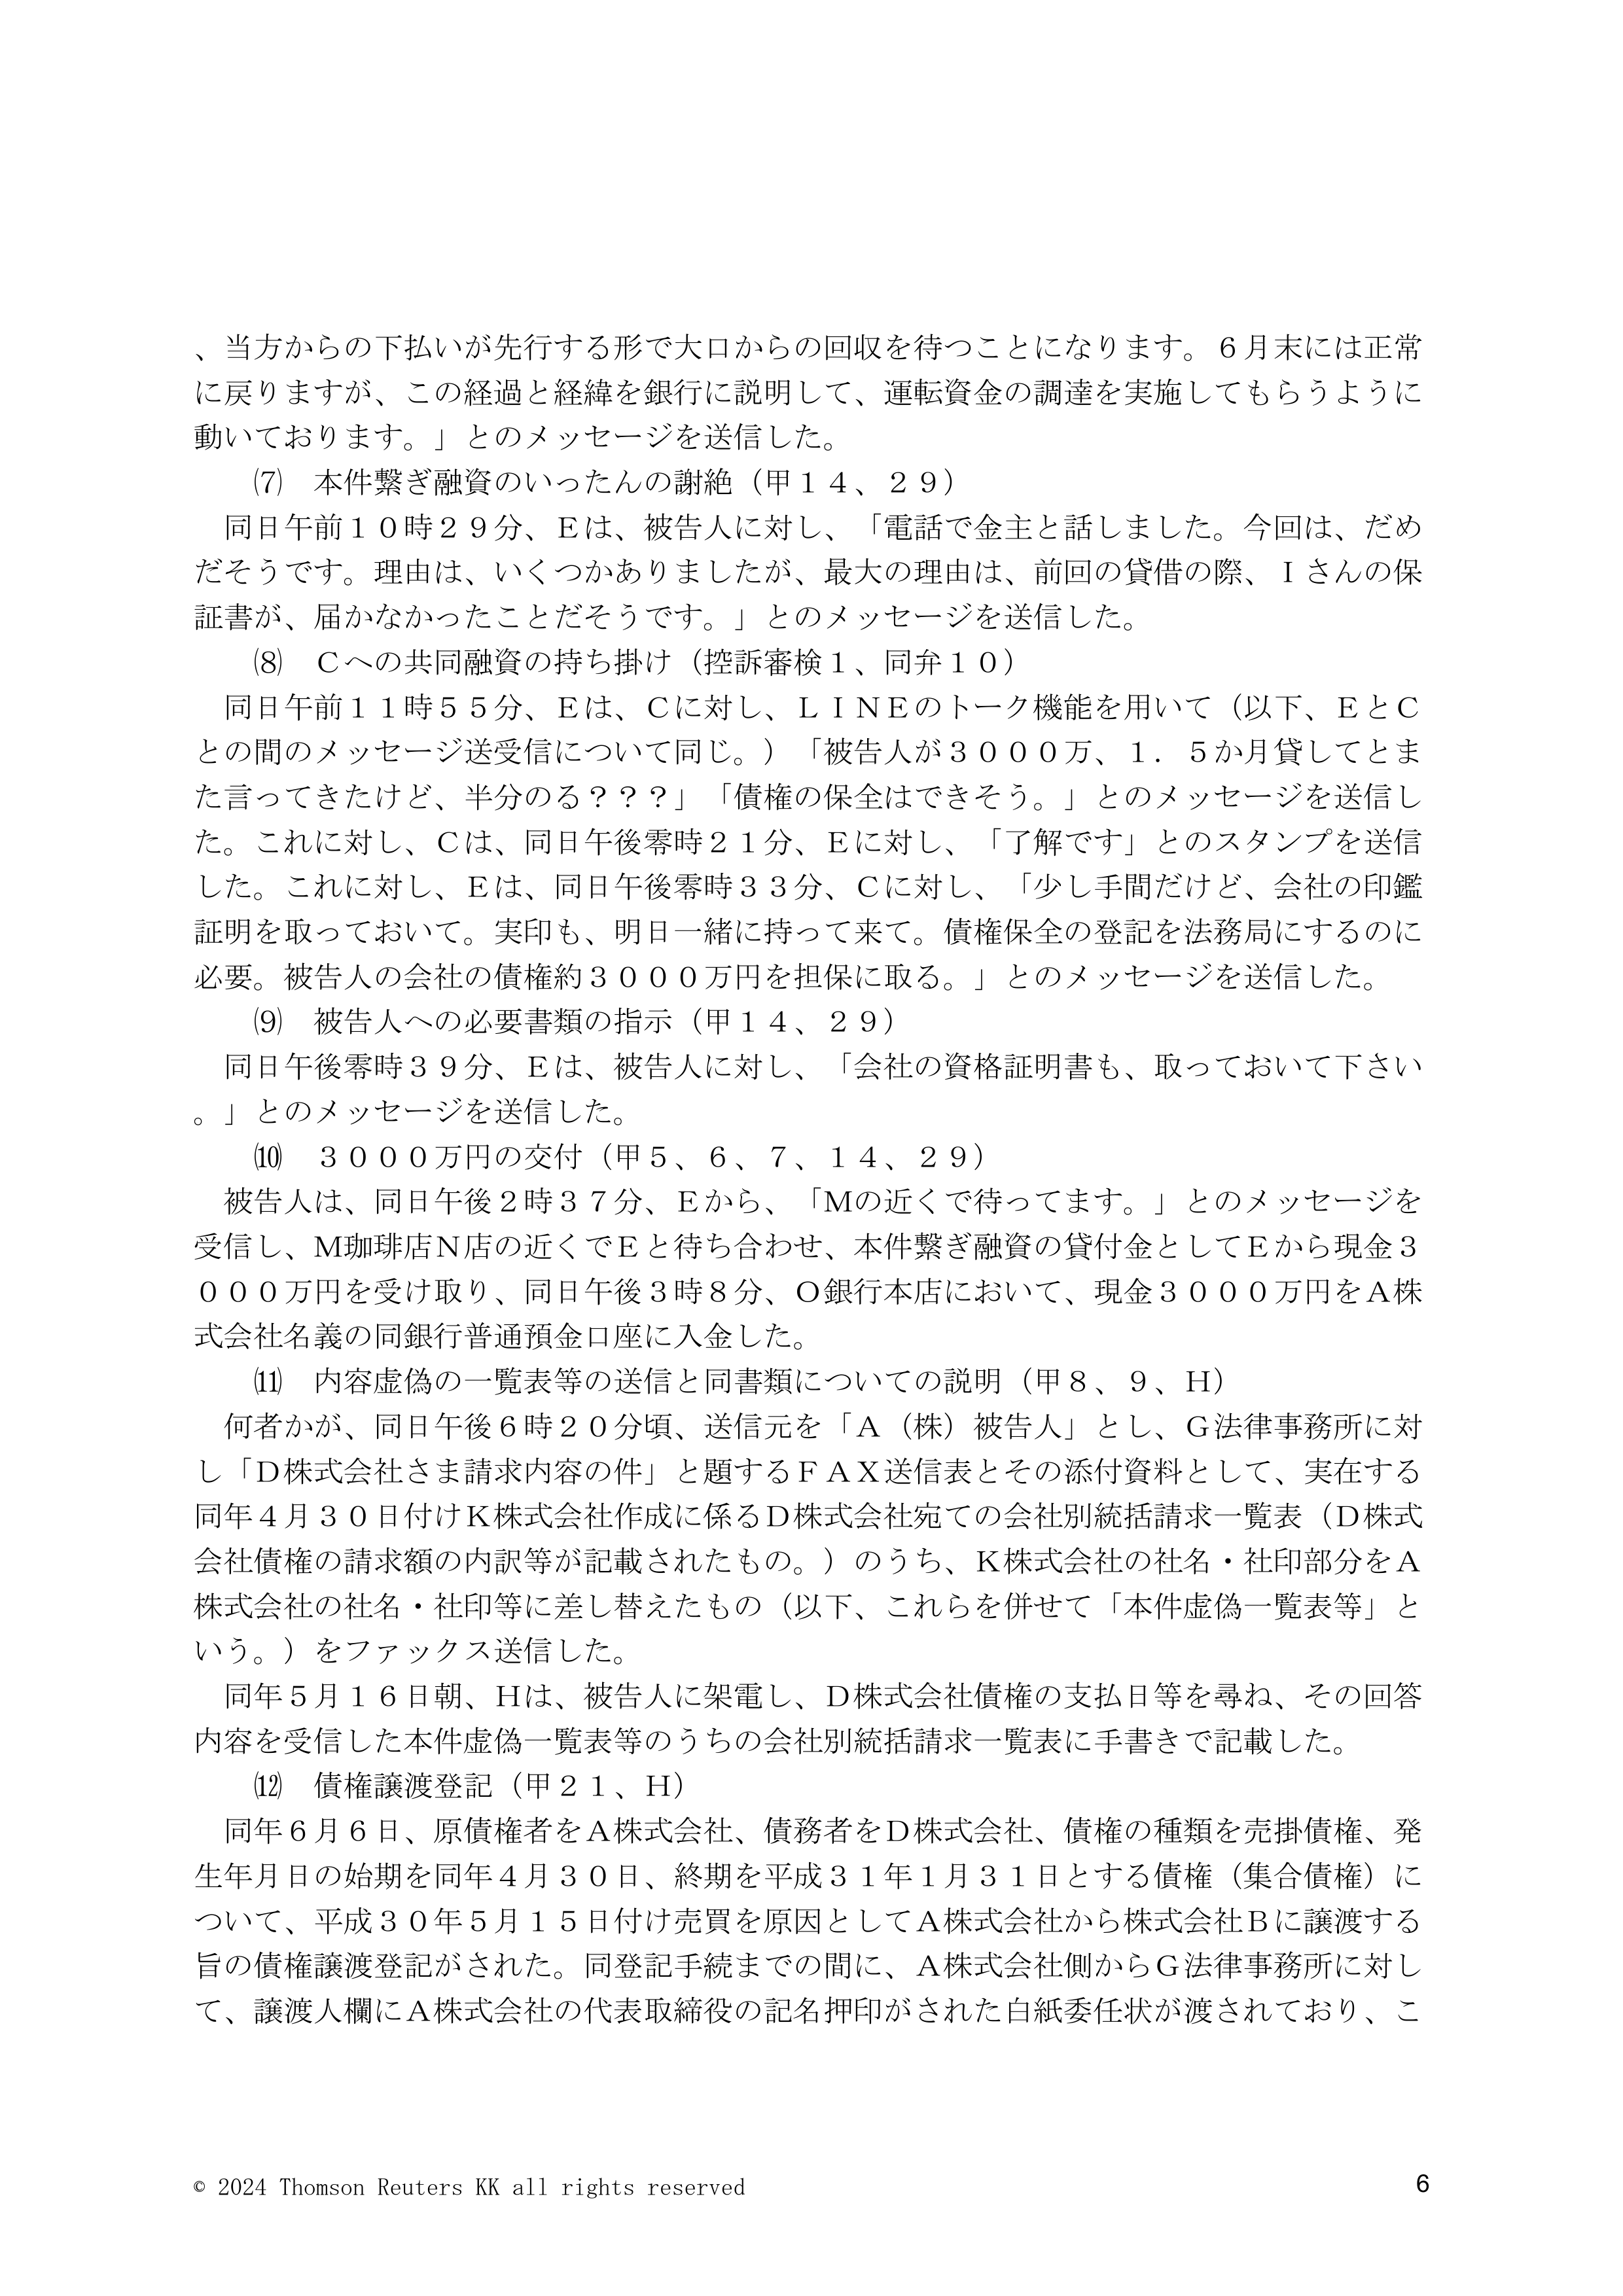 、当方からの下払いが先行する形で大口からの回収を待つことになります。６月末には正常
に戻りますが、この経過と経緯を銀行に説明して、運転資金の調達を実施してもらうように
動いております。」とのメッセージを送信した。
⑺　本件繋ぎ融資のいったんの謝絶（甲１４、２９）
同日午前１０時２９分、Ｅは、被告人に対し、「電話で金主と話しました。今回は、だめ
だそうです。理由は、いくつかありましたが、最大の理由は、前回の貸借の際、Ｉさんの保
証書が、届かなかったことだそうです。」とのメッセージを送信した。
⑻　Ｃへの共同融資の持ち掛け（控訴審検１、同弁１０）
同日午前１１時５５分、Ｅは、Ｃに対し、ＬＩＮＥのトーク機能を用いて（以下、ＥとＣ
との間のメッセージ送受信について同じ。）「被告人が３０００万、１．５か月貸してとま
た言ってきたけど、半分のる？？？」「債権の保全はできそう。」とのメッセージを送信し
た。これに対し、Ｃは、同日午後零時２１分、Ｅに対し、「了解です」とのスタンプを送信
した。これに対し、Ｅは、同日午後零時３３分、Ｃに対し、「少し手間だけど、会社の印鑑
証明を取っておいて。実印も、明日一緒に持って来て。債権保全の登記を法務局にするのに
必要。被告人の会社の債権約３０００万円を担保に取る。」とのメッセージを送信した。
⑼　被告人への必要書類の指示（甲１４、２９）
同日午後零時３９分、Ｅは、被告人に対し、「会社の資格証明書も、取っておいて下さい
。」とのメッセージを送信した。
⑽　３０００万円の交付（甲５、６、７、１４、２９）
被告人は、同日午後２時３７分、Ｅから、「Ｍの近くで待ってます。」とのメッセージを
受信し、Ｍ珈琲店Ｎ店の近くでＥと待ち合わせ、本件繋ぎ融資の貸付金としてＥから現金３
０００万円を受け取り、同日午後３時８分、Ｏ銀行本店において、現金３０００万円をＡ株
式会社名義の同銀行普通預金口座に入金した。
⑾　内容虚偽の一覧表等の送信と同書類についての説明（甲８、９、Ｈ）
何者かが、同日午後６時２０分頃、送信元を「Ａ（株）被告人」とし、Ｇ法律事務所に対
し「Ｄ株式会社さま請求内容の件」と題するＦＡＸ送信表とその添付資料として、実在する
同年４月３０日付けＫ株式会社作成に係るＤ株式会社宛ての会社別統括請求一覧表（Ｄ株式
会社債権の請求額の内訳等が記載されたもの。）のうち、Ｋ株式会社の社名・社印部分をＡ
株式会社の社名・社印等に差し替えたもの（以下、これらを併せて「本件虚偽一覧表等」と
いう。）をファックス送信した。
同年５月１６日朝、Ｈは、被告人に架電し、Ｄ株式会社債権の支払日等を尋ね、その回答
内容を受信した本件虚偽一覧表等のうちの会社別統括請求一覧表に手書きで記載した。
⑿　債権譲渡登記（甲２１、Ｈ）
同年６月６日、原債権者をＡ株式会社、債務者をＤ株式会社、債権の種類を売掛債権、発
生年月日の始期を同年４月３０日、終期を平成３１年１月３１日とする債権（集合債権）に
ついて、平成３０年５月１５日付け売買を原因としてＡ株式会社から株式会社Ｂに譲渡する
旨の債権譲渡登記がされた。同登記手続までの間に、Ａ株式会社側からＧ法律事務所に対し
て、譲渡人欄にＡ株式会社の代表取締役の記名押印がされた白紙委任状が渡されており、こ
© 2024 Thomson Reuters KK all rights reserved
6